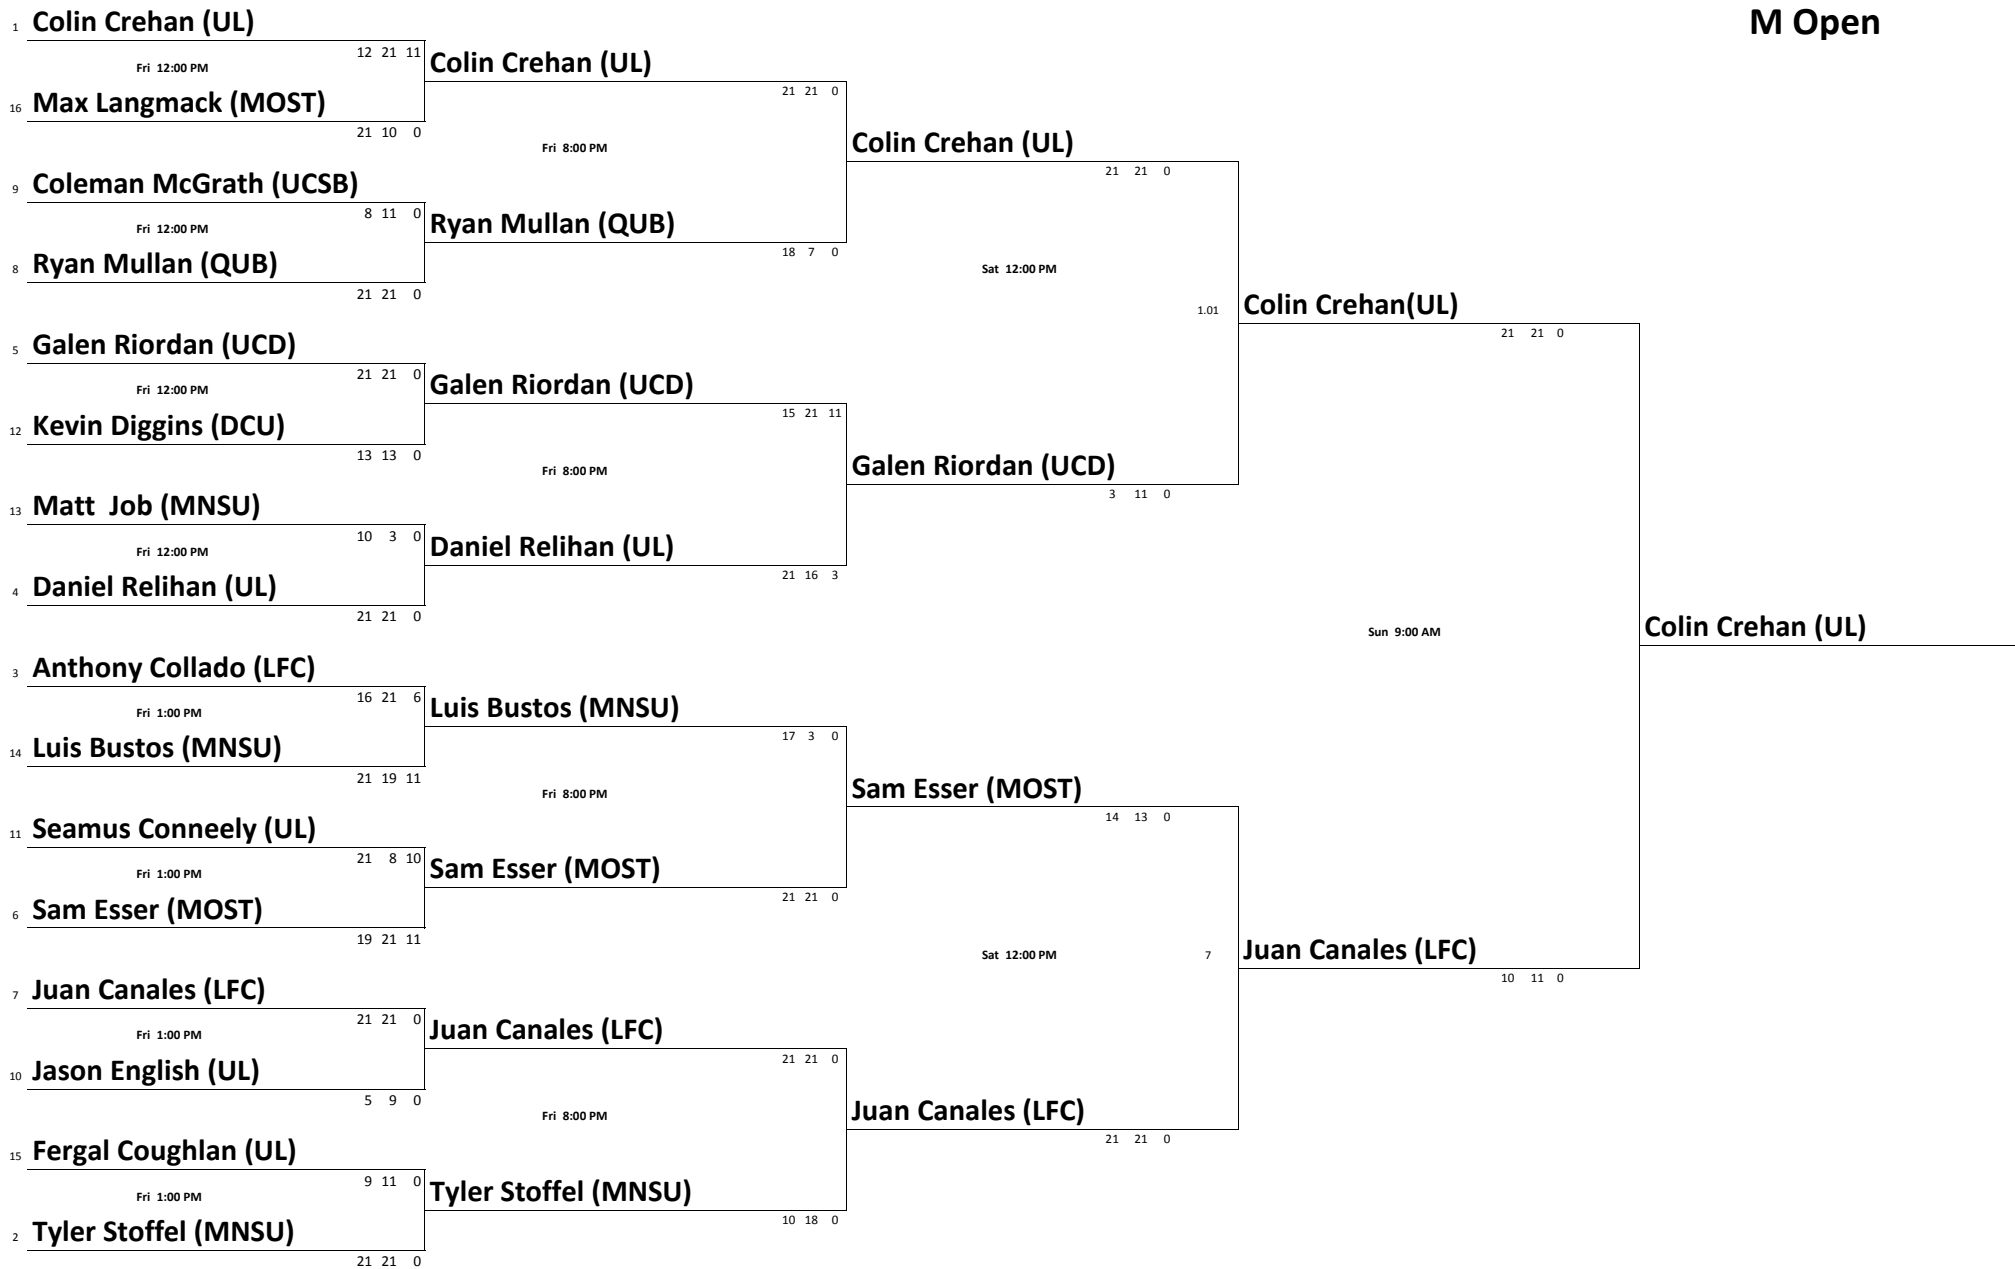 M Open
1 Colin Crehan (UL)
12 21 11
Fri 12:00 PM
16 Max Langmack (MOST)
21 10 0
9 Coleman McGrath (UCSB)
8 11 0
Fri 12:00 PM
8 Ryan Mullan (QUB)
21 21 0
5 Galen Riordan (UCD)
21 21 0
Fri 12:00 PM
12 Kevin Diggins (DCU)
13 13 0
13 Matt Job (MNSU)
10 3 0
Fri 12:00 PM
4 Daniel Relihan (UL)
21 21 0
3 Anthony Collado (LFC)
16 21 6
Fri 1:00 PM
14 Luis Bustos (MNSU)
21 19 11
11 Seamus Conneely (UL)
21 8 10
Fri 1:00 PM
6 Sam Esser (MOST)
19 21 11
7 Juan Canales (LFC)
21 21 0
Fri 1:00 PM
10 Jason English (UL)
5 9 0
15 Fergal Coughlan (UL)
9 11 0
Fri 1:00 PM
2 Tyler Stoffel (MNSU)
21 21 0
Colin Crehan (UL)
21 21 0
Fri 8:00 PM
Ryan Mullan (QUB)
18 7 0
Galen Riordan (UCD)
15 21 11
Fri 8:00 PM
Daniel Relihan (UL)
21 16 3
Luis Bustos (MNSU)
17 3 0
Fri 8:00 PM
Sam Esser (MOST)
21 21 0
Juan Canales (LFC)
21 21 0
Fri 8:00 PM
Tyler Stoffel (MNSU)
10 18 0
Colin Crehan (UL)
21 21 0
Sat 12:00 PM
1.01
Galen Riordan (UCD)
3 11 0
Sam Esser (MOST)
14 13 0
Sat 12:00 PM
7
Juan Canales (LFC)
21 21 0
Colin Crehan(UL)
21 21 0
Sun 9:00 AM
Juan Canales (LFC)
10 11 0
Colin Crehan (UL)